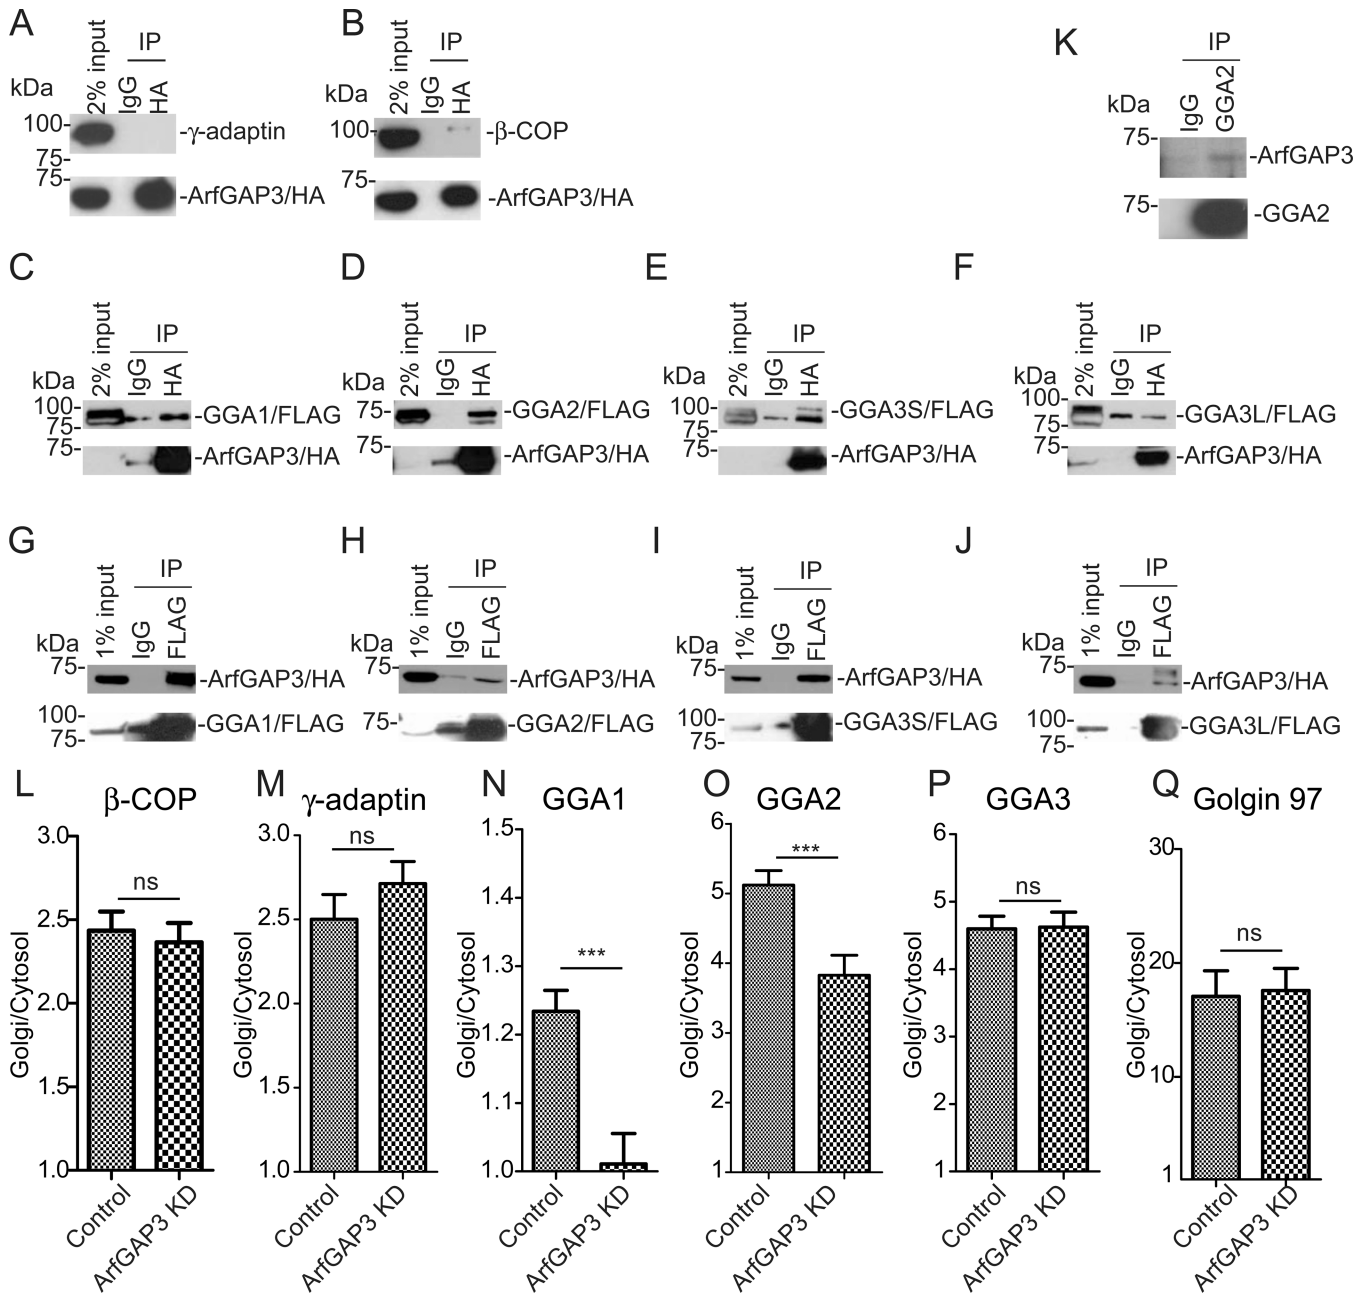 A
kDa
2% input
IP
IgG
HA
100-
-γ-adaptin
75-
75-
-ArfGAP3/HA
B
kDa
2% input
IP
IgG
HA
100-
-β-COP
75-
-ArfGAP3/HA
K
kDa
IP
IgG
GGA2
75-
-ArfGAP3
75-
-GGA2
C
kDa
2% input
IP
IgG
HA
100-
-GGA1/FLAG
75-
75-
-ArfGAP3/HA
D
kDa
2% input
IP
IgG
HA
75-
-GGA2/FLAG
75-
-ArfGAP3/HA
E
kDa
2% input
IP
IgG
HA
100-
-GGA3S/FLAG
75-
75-
-ArfGAP3/HA
F
kDa
2% input
IP
IgG
HA
100-
-GGA3L/FLAG
75-
75-
-ArfGAP3/HA
G
kDa
1% input
IP
IgG
FLAG
75-
-ArfGAP3/HA
100-
-GGA1/FLAG
75-
H
kDa
1% input
IP
IgG
FLAG
75-
-ArfGAP3/HA
75-
-GGA2/FLAG
I
kDa
1% input
IP
IgG
FLAG
75-
-ArfGAP3/HA
100-
-GGA3S/FLAG
75-
J
kDa
1% input
IP
IgG
FLAG
75-
-ArfGAP3/HA
100-
-GGA3L/FLAG
75-
L
β-COP
Golgi/Cytosol
3.0
2.5
2.0
1.5
1.0
ns
Control
ArfGAP3 KD
M
γ-adaptin
Golgi/Cytosol
3.0
2.5
2.0
1.5
1.0
ns
Control
ArfGAP3 KD
N
GGA1
Golgi/Cytosol
1.5
1.4
1.3
1.2
1.1
1.0
***
Control
ArfGAP3 KD
O
GGA2
Golgi/Cytosol
6
5
4
3
2
1
***
Control
ArfGAP3 KD
P
GGA3
Golgi/Cytosol
6
5
4
3
2
1
ns
Control
ArfGAP3 KD
Q
Golgin 97
Golgi/Cytosol
30
20
10
1
ns
Control
ArfGAP3 KD